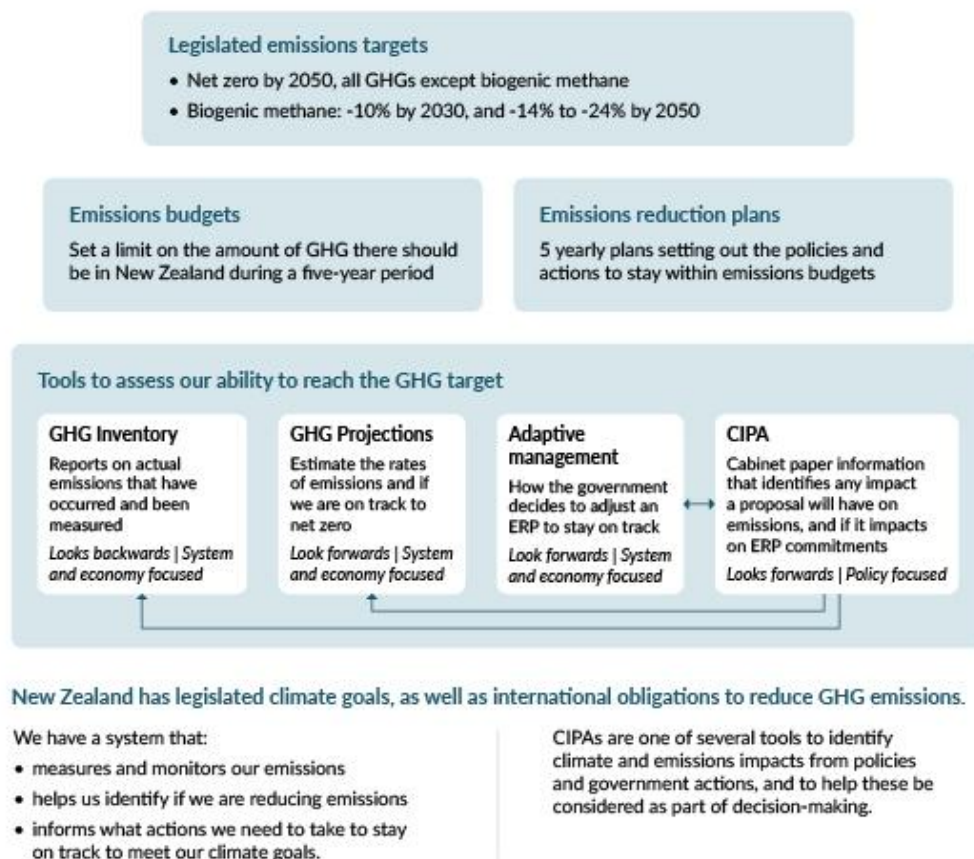 Legislated emissions targets
• Net zero by 2050, all GHGs except biogenic methane
• Biogenic methane: -10% by 2030, and -14% to -24% by 2050
Emissions budgets
Set a limit on the amount of GHG there should
be in New Zealand during a five-year period
Emissions reduction plans
5 yearly plans setting out the policies and
actions to stay within emissions budgets
Tools to assess our ability to reach the GHG target
GHG Inventory
Reports on actual
emissions that have
occurred and been
measured
Looks backwards | System
and economy focused
GHG Projections
Estimate the rates
of emissions and if
we are on track to
net zero
Look forwards | System
and economy focused
Adaptive
management
How the government
decides to adjust an
ERP to stay on track
Look forwards | System
and economy focused
CIPA
Cabinet paper information
that identifies any impact
a proposal will have on
emissions, and if it impacts
on ERP commitments
Looks forwards | Policy focused
New Zealand has legislated climate goals, as well as international obligations to reduce GHG emissions.
We have a system that:
• measures and monitors our emissions
• helps us identify if we are reducing emissions
• informs what actions we need to take to stay
on track to meet our climate goals.
CIPAs are one of several tools to identify
climate and emissions impacts from policies
and government actions, and to help these be
considered as part of decision-making.